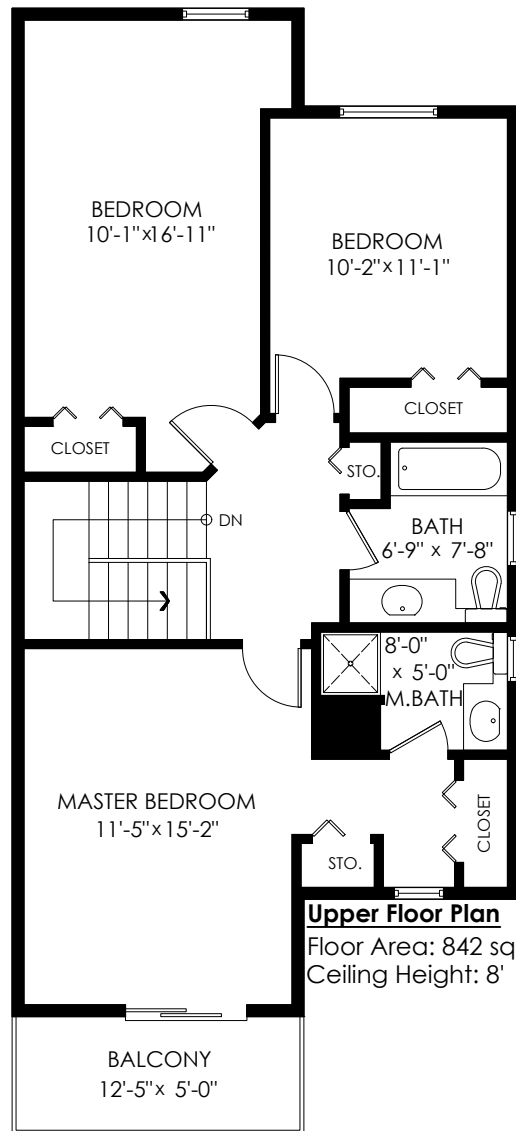 BEDROOM
10'-1"x16'-11"
BEDROOM
10'-2"x11'-1"
CLOSET
CLOSET
STO.
DN
BATH
6'-9" x 7'-8"
8'-0"
x 5'-0"
M.BATH
MASTER BEDROOM
11'-5"x15'-2"
CLOSET
STO.
Upper Floor Plan
Floor Area: 842 sq
Ceiling Height: 8'
BALCONY
12'-5"x 5'-0"